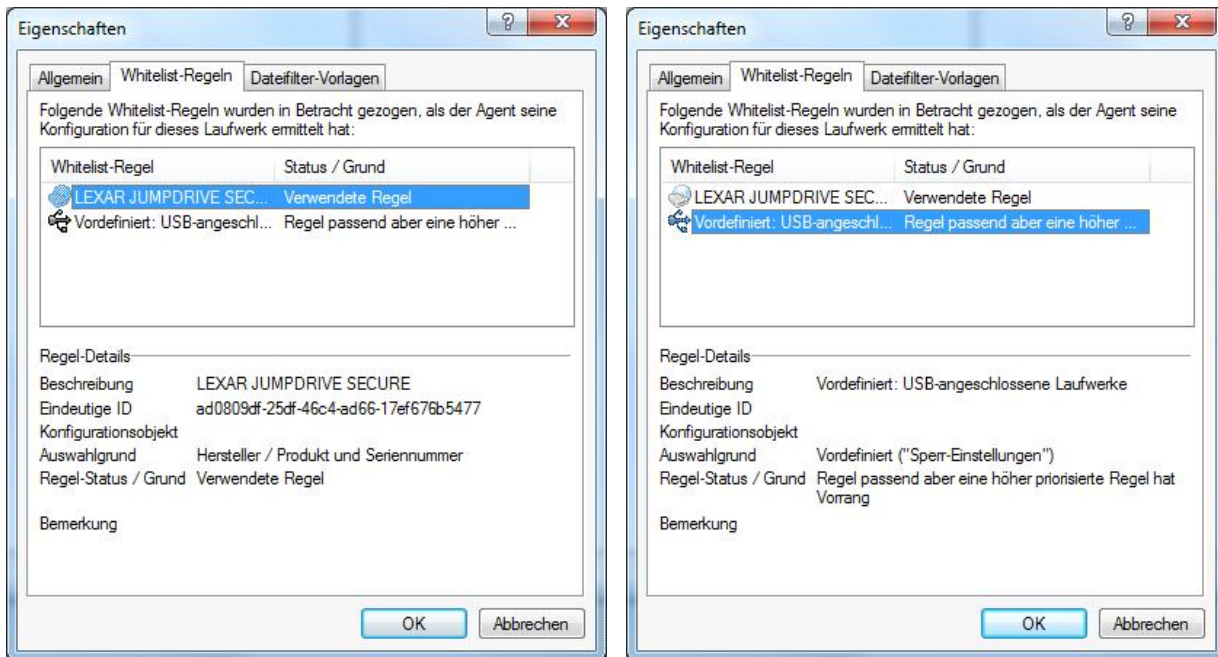 Eigenschaften
Allgemein Whitelist-Regeln Dateifilter-Vorlagen
Folgende Whitelist-Regeln wurden in Betracht gezogen, als der Agent seine
Konfiguration für dieses Laufwerk ermittelt hat:
Whitelist-Regel Status / Grund
LEXAR JUMPDRIVE SEC... Verwendete Regel
Vordefiniert: USB-angeschl... Regel passend aber eine höher ...
Regel-Details
Beschreibung LEXAR JUMPDRIVE SECURE
Eindeutige ID ad0809df-25df-46c4-ad66-17ef676b5477
Konfigurationsobjekt
Auswahlgrund Hersteller / Produkt und Seriennummer
Regel-Status / Grund Verwendete Regel
Bemerkung
OK Abbrechen
Eigenschaften
Allgemein Whitelist-Regeln Dateifilter-Vorlagen
Folgende Whitelist-Regeln wurden in Betracht gezogen, als der Agent seine
Konfiguration für dieses Laufwerk ermittelt hat:
Whitelist-Regel Status / Grund
LEXAR JUMPDRIVE SEC... Verwendete Regel
Vordefiniert: USB-angeschl... Regel passend aber eine höher ...
Regel-Details
Beschreibung Vordefiniert: USB-angeschlossene Laufwerke
Eindeutige ID
Konfigurationsobjekt
Auswahlgrund Vordefiniert ("Sperr-Einstellungen")
Regel-Status / Grund Regel passend aber eine höher priorisierte Regel hat
Vorrang
Bemerkung
OK Abbrechen